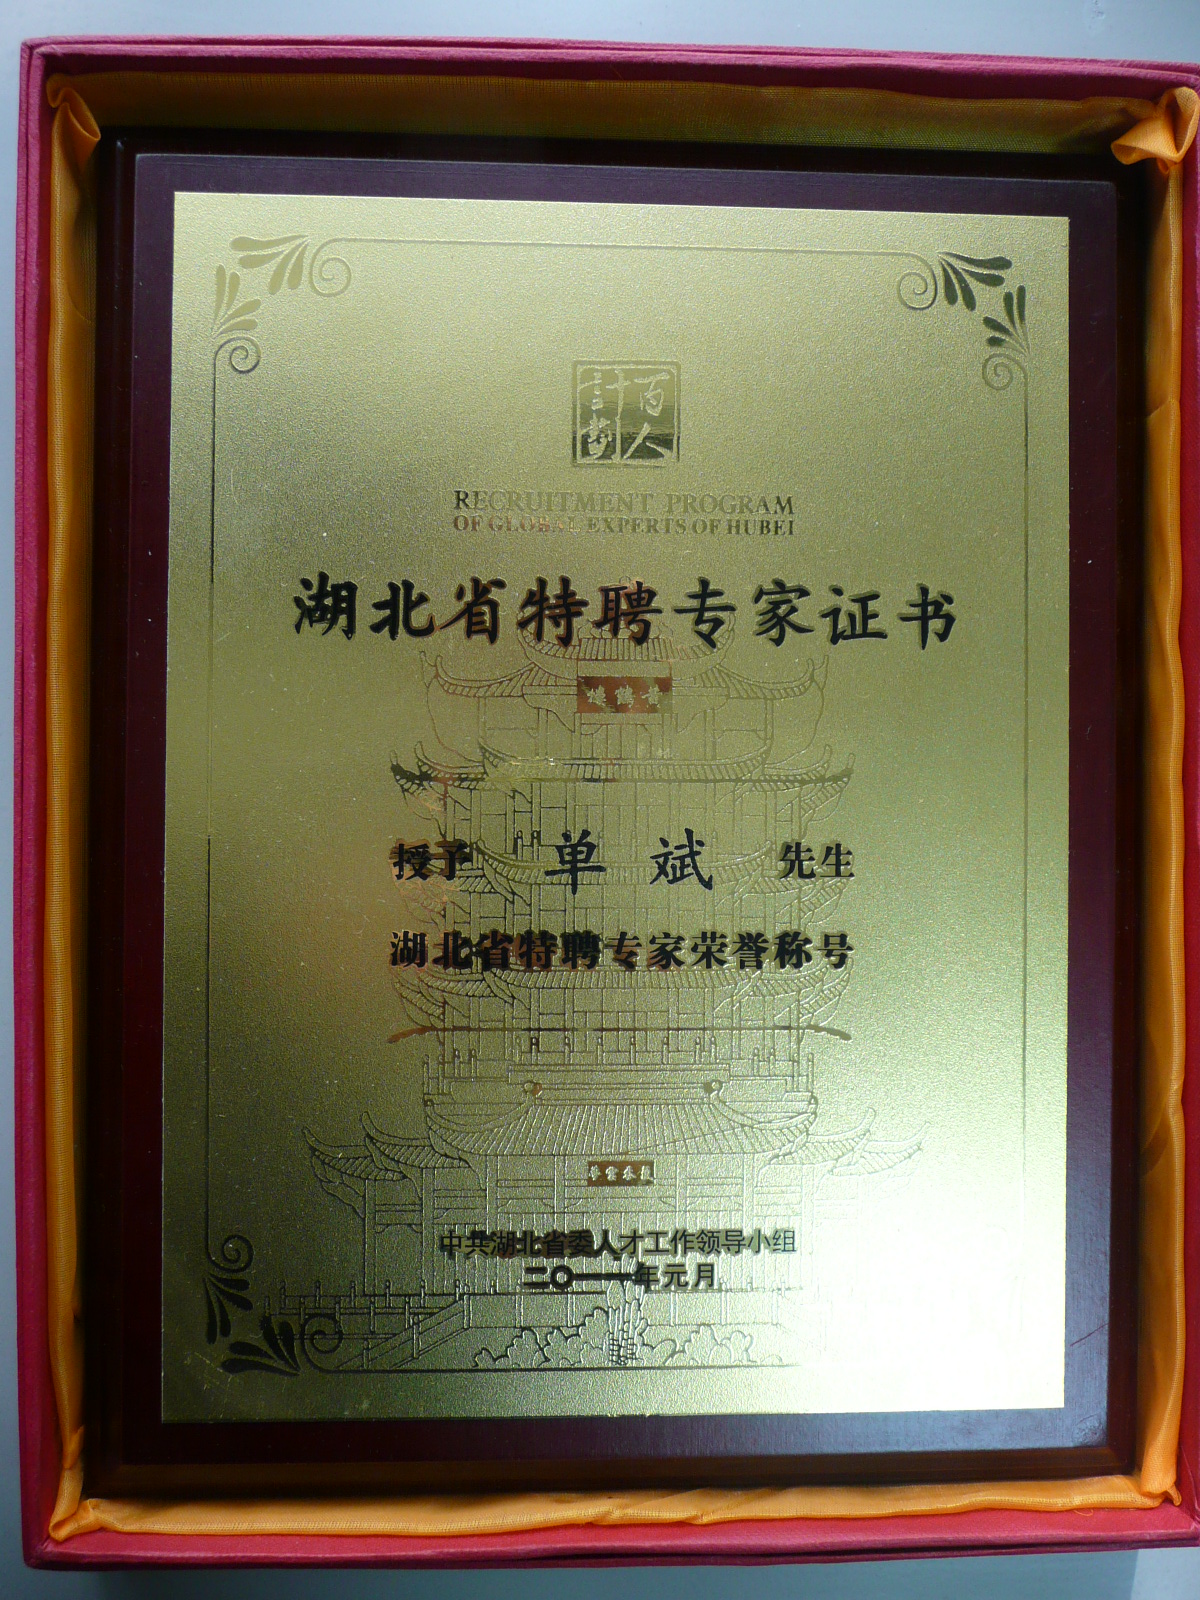 百人
计划
RECRUITMENT PROGRAM
OF GLOBAL EXPERTS OF HUBEI
湖北省特聘专家证书
黄鹤楼
授予 单斌 先生
湖北省特聘专家荣誉称号
中共湖北省委人才工作领导小组
二〇一一年元月